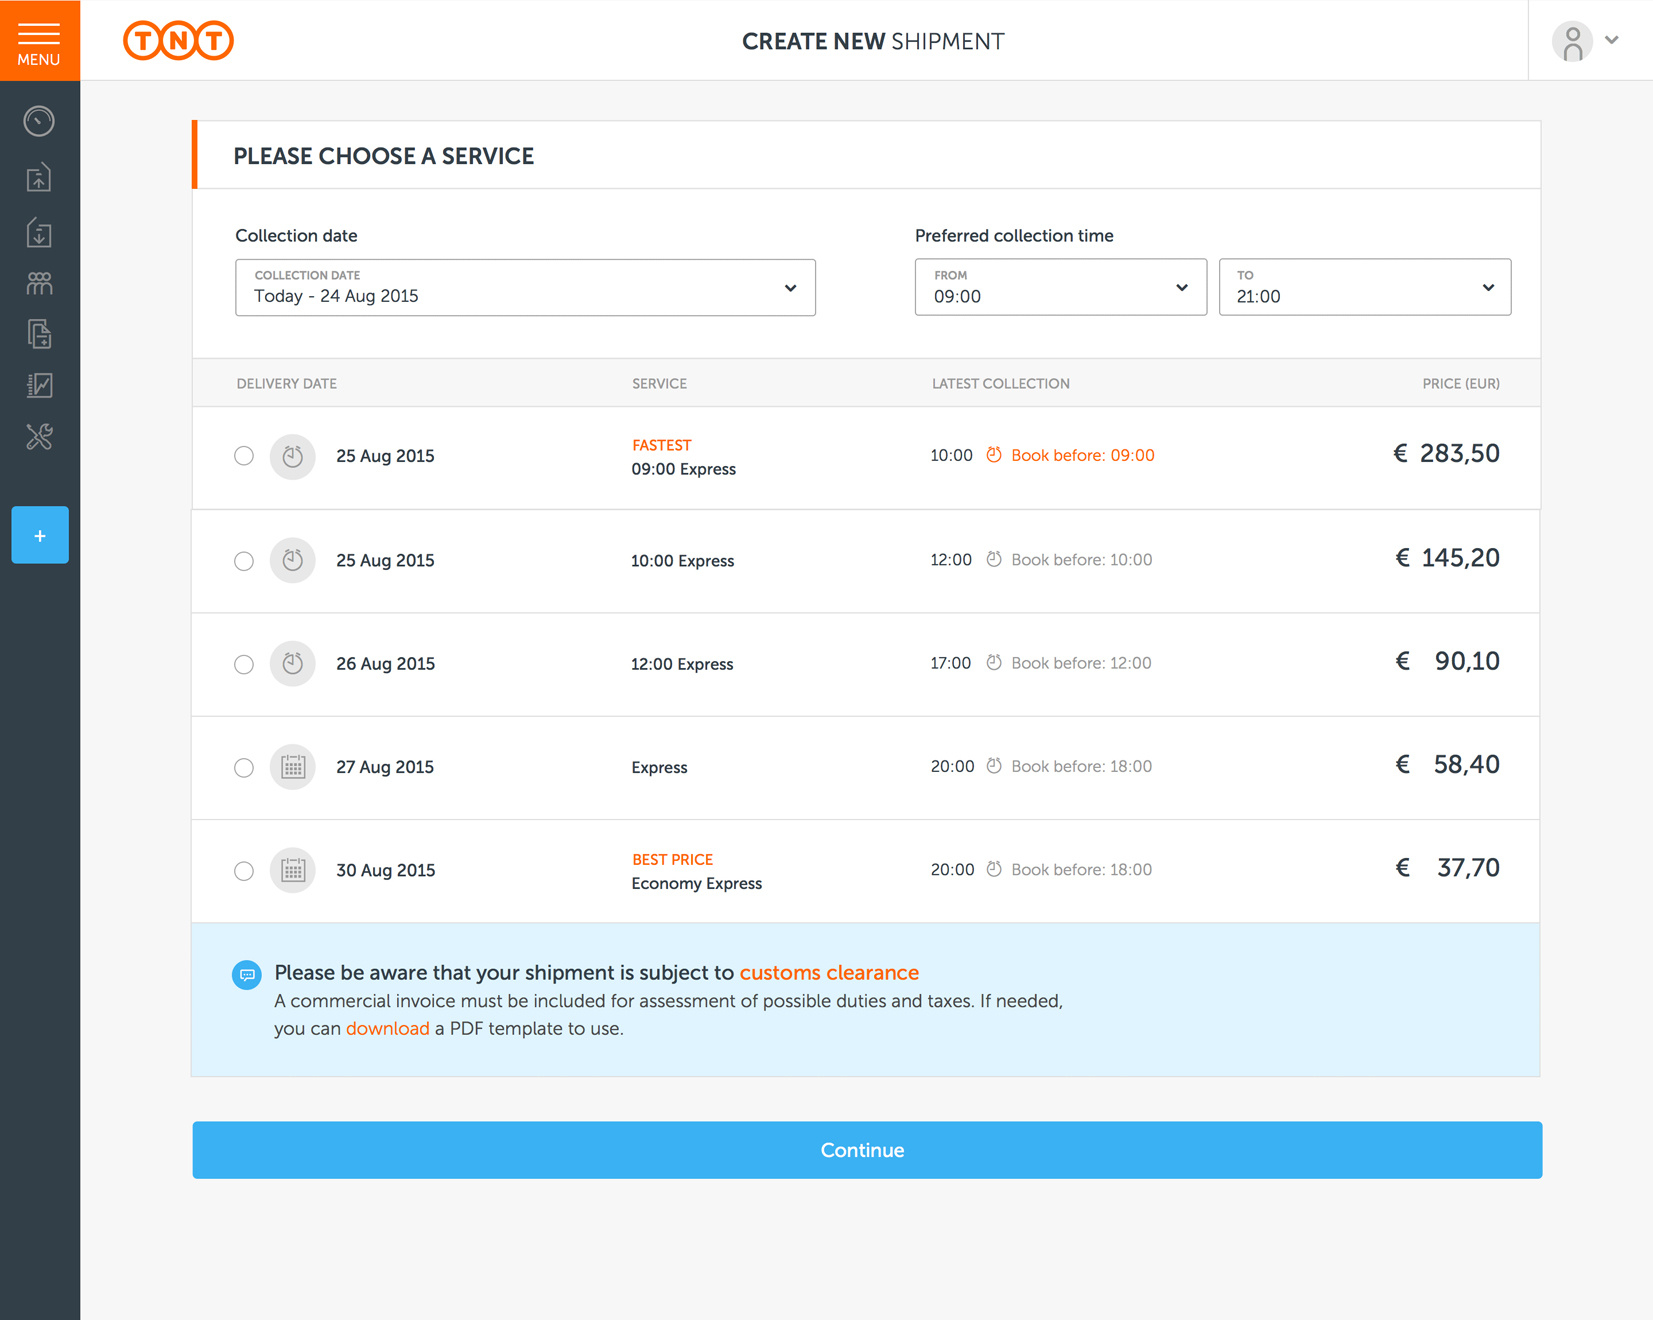 MENU
TNT
CREATE NEW SHIPMENT
PLEASE CHOOSE A SERVICE
Collection date
Preferred collection time
COLLECTION DATE
Today - 24 Aug 2015
FROM
09:00
TO
21:00
DELIVERY DATE SERVICE LATEST COLLECTION PRICE (EUR)
25 Aug 2015
FASTEST
09:00 Express
10:00 Book before: 09:00
€ 283,50
+
25 Aug 2015 10:00 Express 12:00 Book before: 10:00 € 145,20
26 Aug 2015 12:00 Express 17:00 Book before: 12:00 € 90,10
27 Aug 2015 Express 20:00 Book before: 18:00 € 58,40
30 Aug 2015
BEST PRICE
Economy Express
20:00 Book before: 18:00
€ 37,70
Please be aware that your shipment is subject to customs clearance
A commercial invoice must be included for assessment of possible duties and taxes. If needed,
you can download a PDF template to use.
Continue